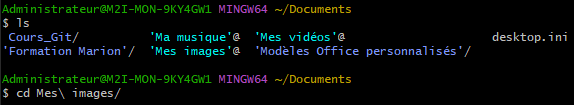 Administrateur@M2I-MON-9KY4GW1 MINGW64 ~/Documents
$ ls
Cours_Git/ 'Ma musique'@ 'Mes vidéos'@ desktop.ini
'Formation Marion'/ 'Mes images'@ 'Modèles Office personnalisés'/
Administrateur@M2I-MON-9KY4GW1 MINGW64 ~/Documents
$ cd Mes\ images/